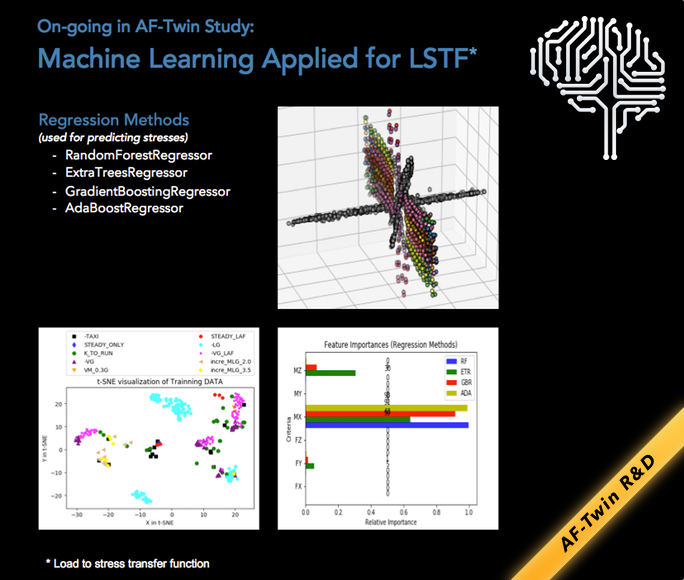 On-going in AF-Twin Study:
Machine Learning Applied for LSTF*
Regression Methods
(used for predicting stresses)
- RandomForestRegressor
- ExtraTreesRegressor
- GradientBoostingRegressor
- AdaBoostRegressor
-TAXI
STEADY_ONLY
K_TO_RUN
-VG
VM_0.3G
STEADY_LAF
-LG
-VG_LAF
incre_MLG_2.0
incre_MLG_3.5
t-SNE visualization of Trainning DATA
Y in t-SNE
20
10
0
−10
−20
−30 −20 −10 0 10 20
X in t-SNE
Feature Importances (Regression Methods)
RF
ETR
GBR
ADA
Criteria
MZ
MY
MX
FZ
FY
FX
0.0 0.2 0.4 0.6 0.8 1.0
Relative Importance
AF-Twin R&D
* Load to stress transfer function